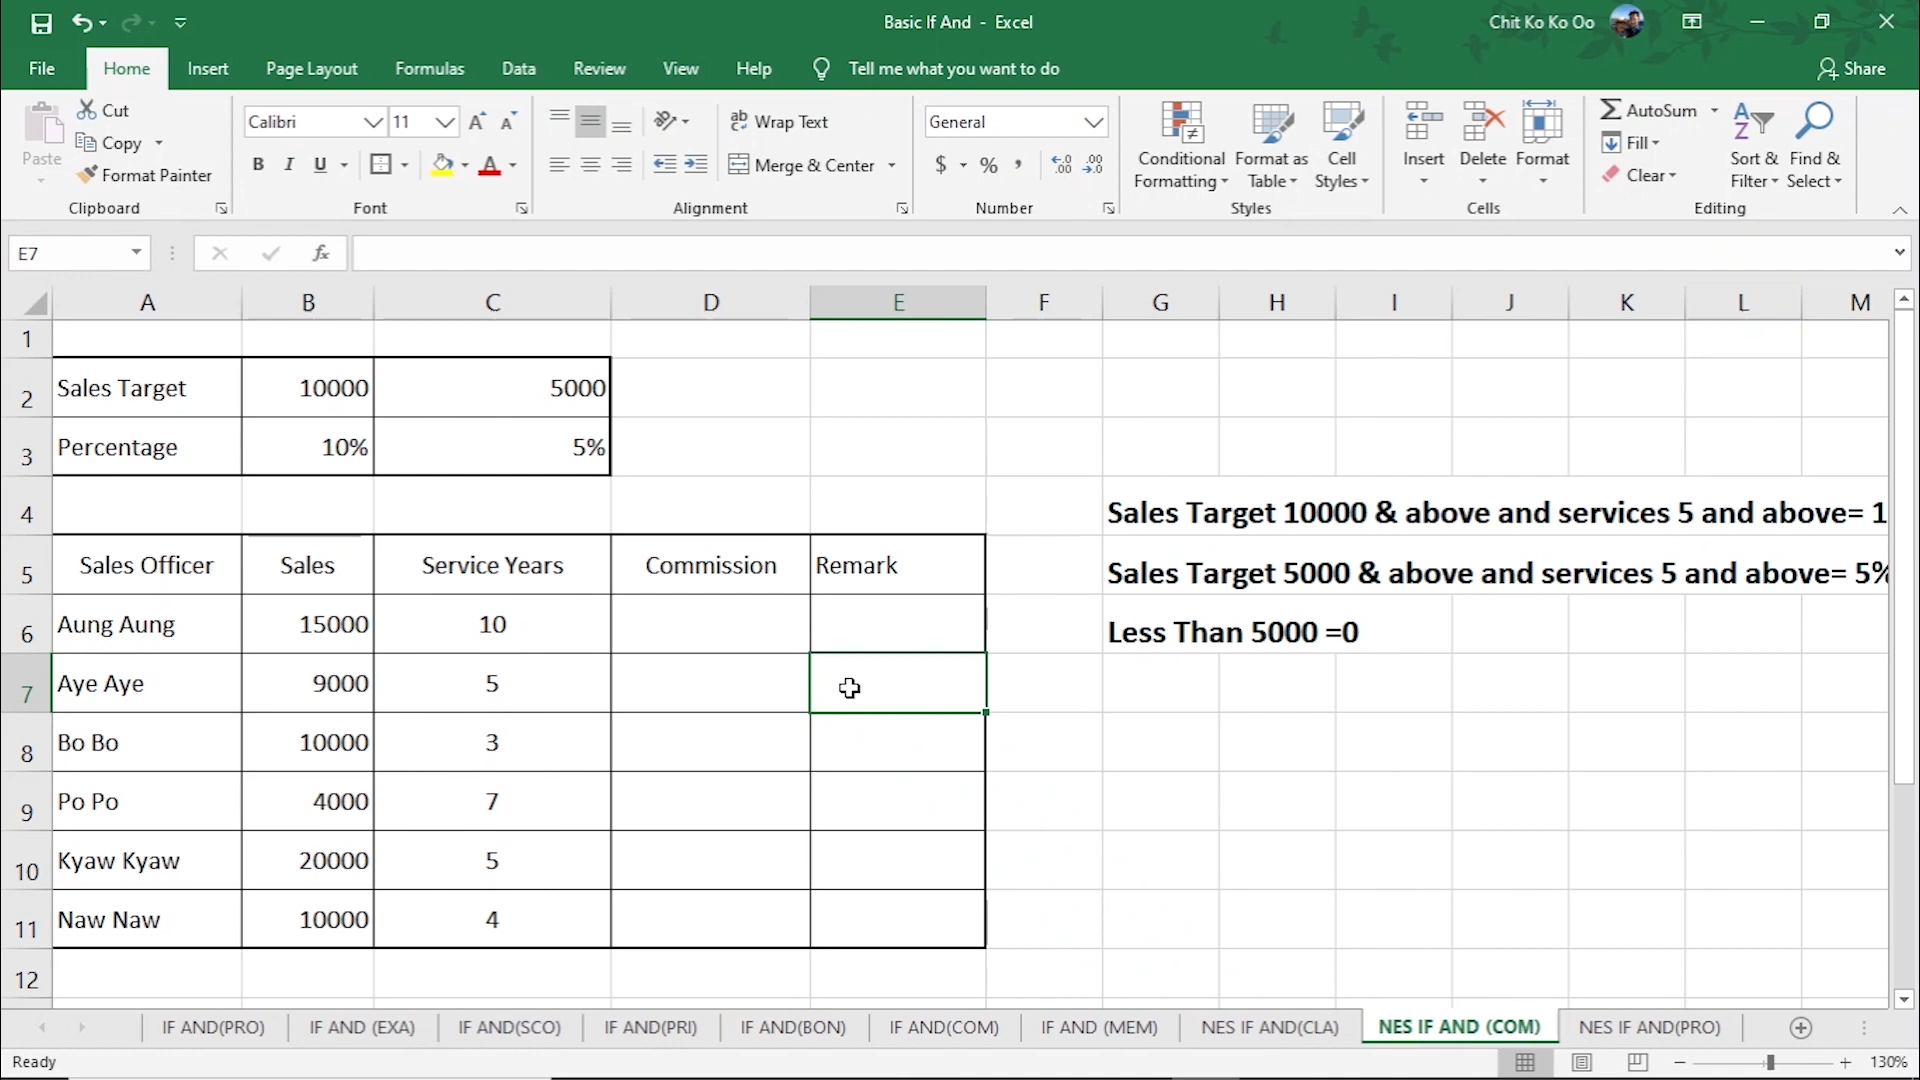 Basic If And - Excel
Chit Ko Ko Oo
File Home Insert Page Layout Formulas Data Review View Help Tell me what you want to do Share
Paste Cut Copy Format Painter Clipboard
Calibri 11 B I U A Font
Wrap Text Merge & Center Alignment
General $ % , Number
Conditional Formatting Format as Table Cell Styles Styles
Insert Delete Format Cells
AutoSum Fill Clear Sort & Filter Find & Select Editing
E7 fx
A B C D E F G H I J K L M
1
2 Sales Target 10000 5000
3 Percentage 10% 5%
4 Sales Target 10000 & above and services 5 and above= 1
5 Sales Officer Sales Service Years Commission Remark Sales Target 5000 & above and services 5 and above= 5%
6 Aung Aung 15000 10 Less Than 5000 =0
7 Aye Aye 9000 5
8 Bo Bo 10000 3
9 Po Po 4000 7
10 Kyaw Kyaw 20000 5
11 Naw Naw 10000 4
12
IF AND(PRO) IF AND (EXA) IF AND(SCO) IF AND(PRI) IF AND(BON) IF AND(COM) IF AND (MEM) NES IF AND(CLA) NES IF AND (COM) NES IF AND(PRO)
Ready 130%